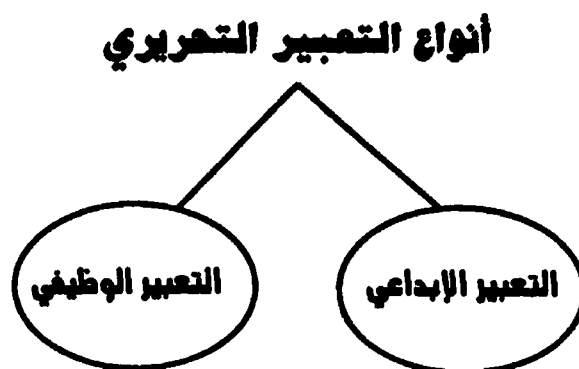 أنواع التعبير التحريري
التعبير الإبداعي
التعبير الوظيفي